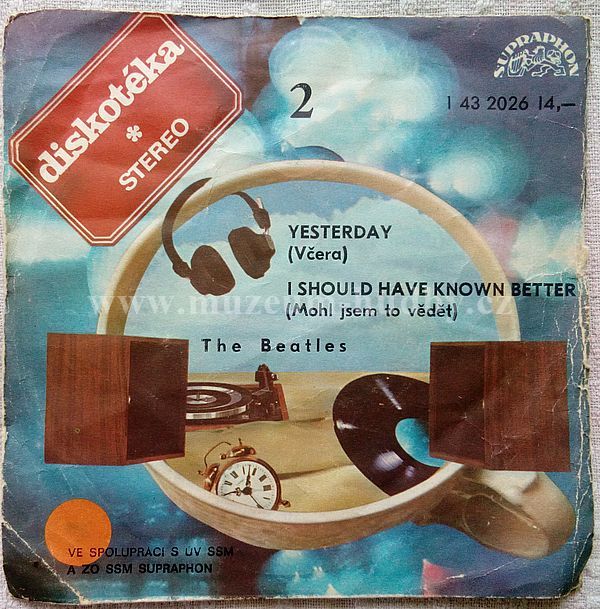 SUPRAPHON
diskotéka
*
STEREO
2
1 43 2026 14,—
YESTERDAY
(Včera)
I SHOULD HAVE KNOWN BETTER
(Mohl jsem to vědět)
The Beatles
VE SPOLUPRACI S ÚV SSM
A ZO SSM SUPRAPHON